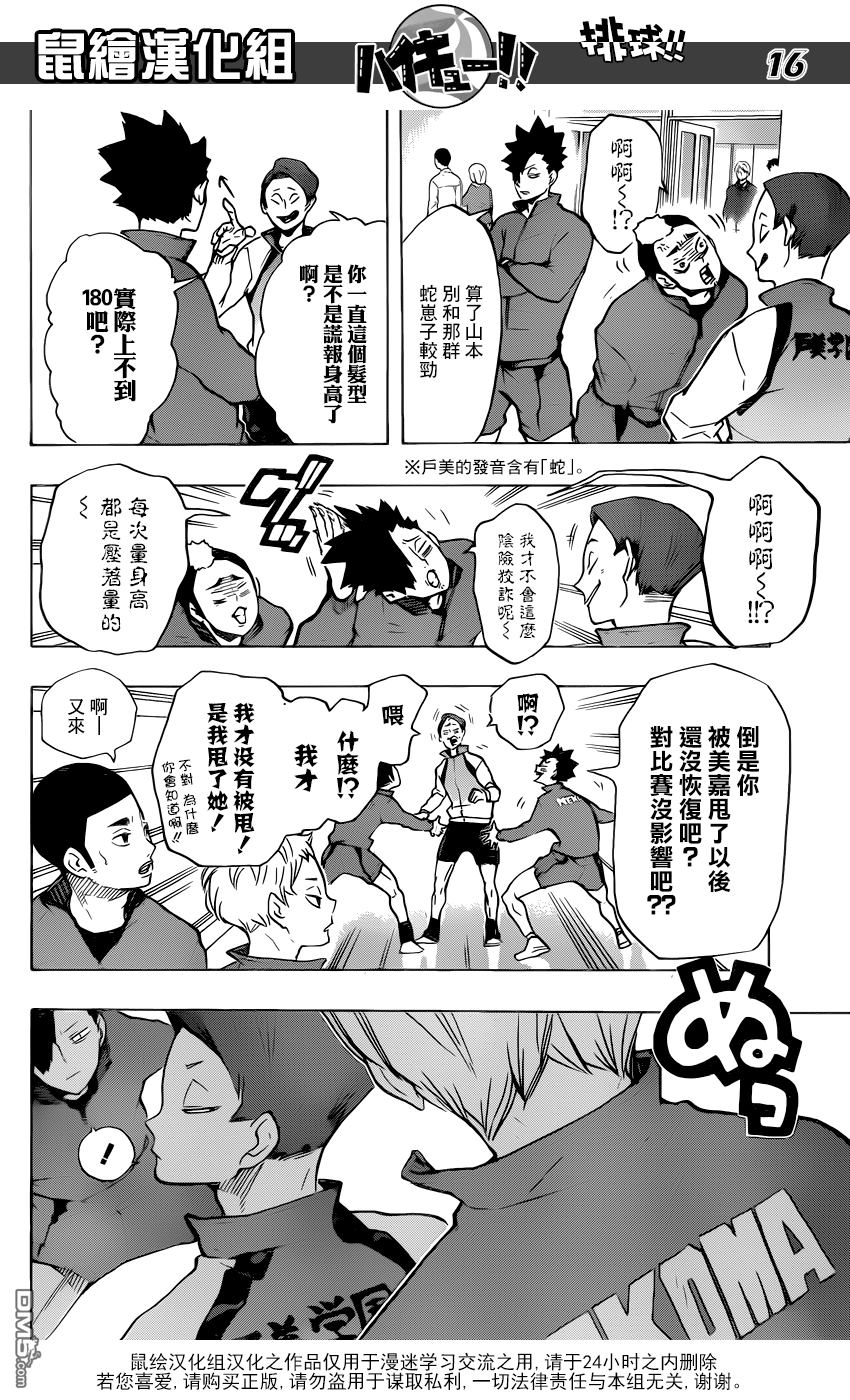 鼠繪漢化組
ハイキュー!!
排球!!
16
啊
啊
~
!?
算了山本
別和那群
蛇崽子較勁
戶美学園
你一直這個髮型
是不是謊報身高了
啊？
實際上不到
180吧？
※戶美的發音含有「蛇」。
啊
啊
啊
~
!!?
我才不會這麼
陰險狡詐呢~
每次量身高
都是壓著量的
~
倒是你
被美嘉甩了以後
還沒恢復吧？
對比賽沒影響吧??
啊
!?
喂
什麼!?
我才
我才没有被甩！
是我甩了她！
不對 為什麼
你會知道啊!!
啊—
又來
ぬっ
!
美学園
KOMA
DM5.com
鼠绘汉化组汉化之作品仅用于漫迷学习交流之用, 请于24小时之内删除
若您喜爱, 请购买正版, 请勿盗用于谋取私利, 一切法律责任与本组无关, 谢谢。